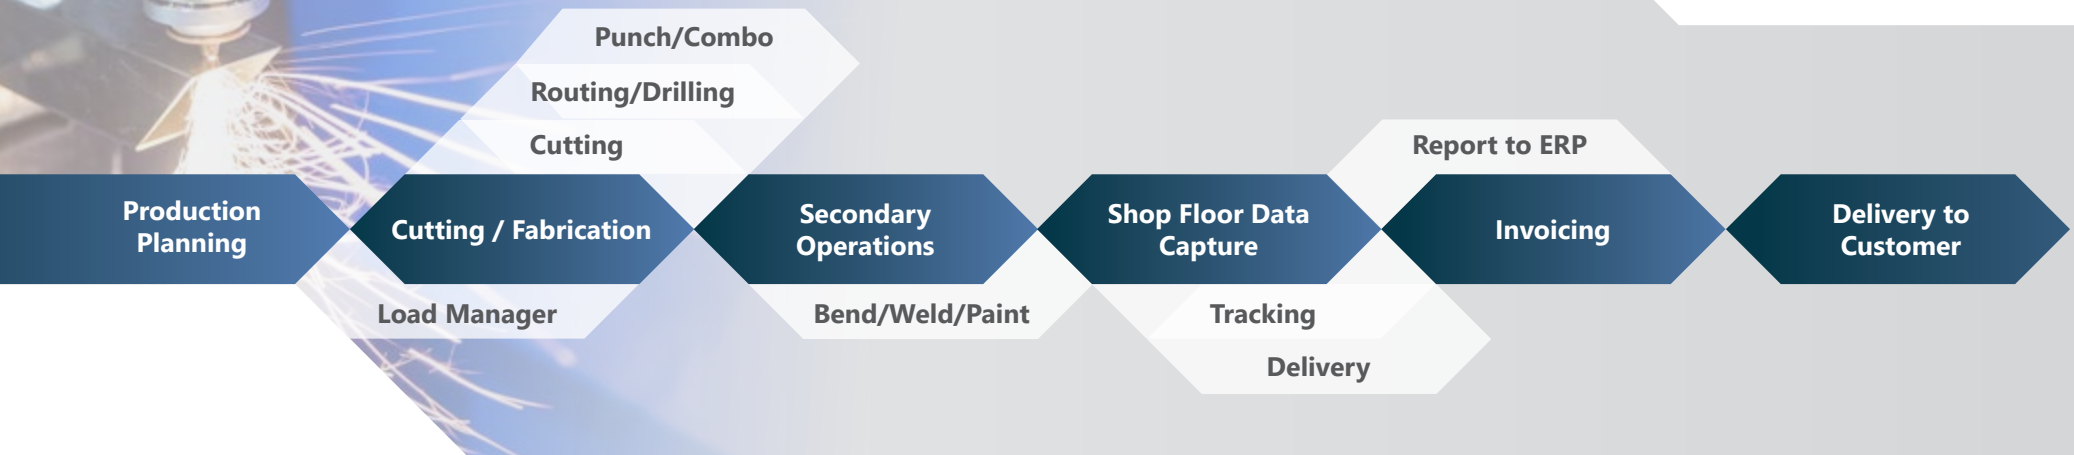 Punch/Combo
Routing/Drilling
Cutting
Report to ERP
Production
Planning
Cutting / Fabrication
Secondary
Operations
Shop Floor Data
Capture
Invoicing
Delivery to
Customer
Load Manager
Bend/Weld/Paint
Tracking
Delivery